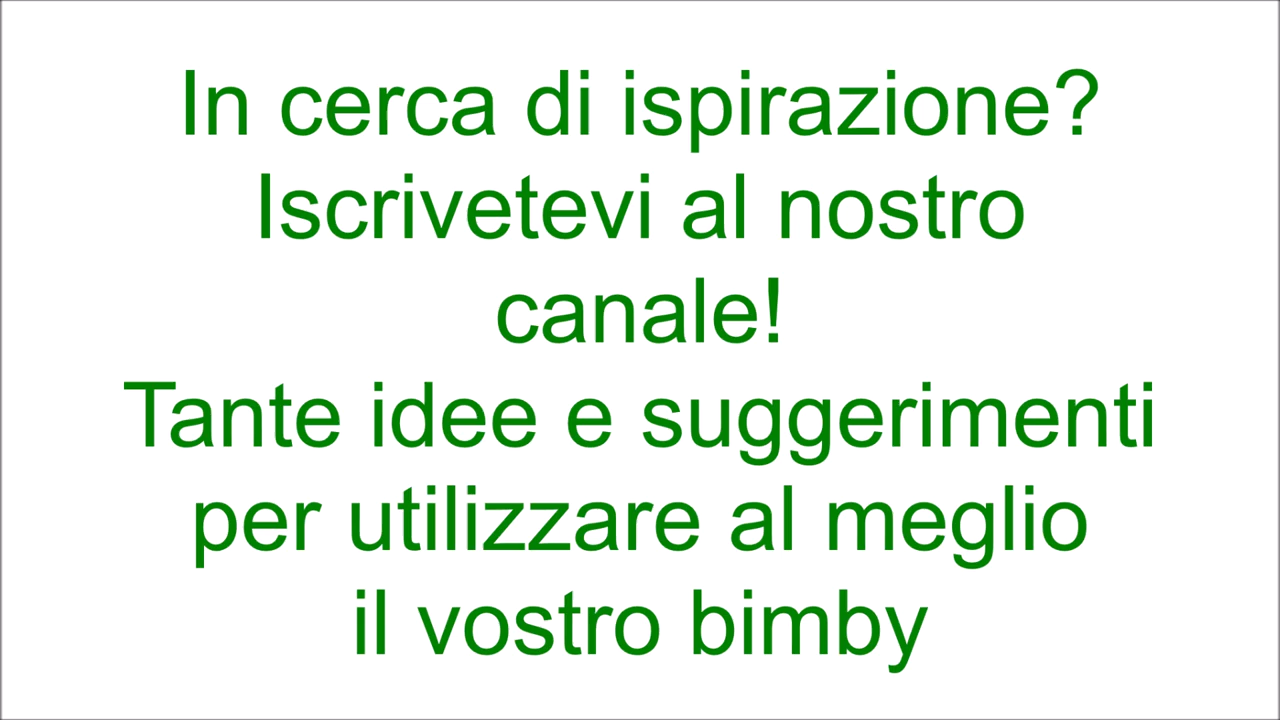 In cerca di ispirazione?
Iscrivetevi al nostro
canale!
Tante idee e suggerimenti
per utilizzare al meglio
il vostro bimby